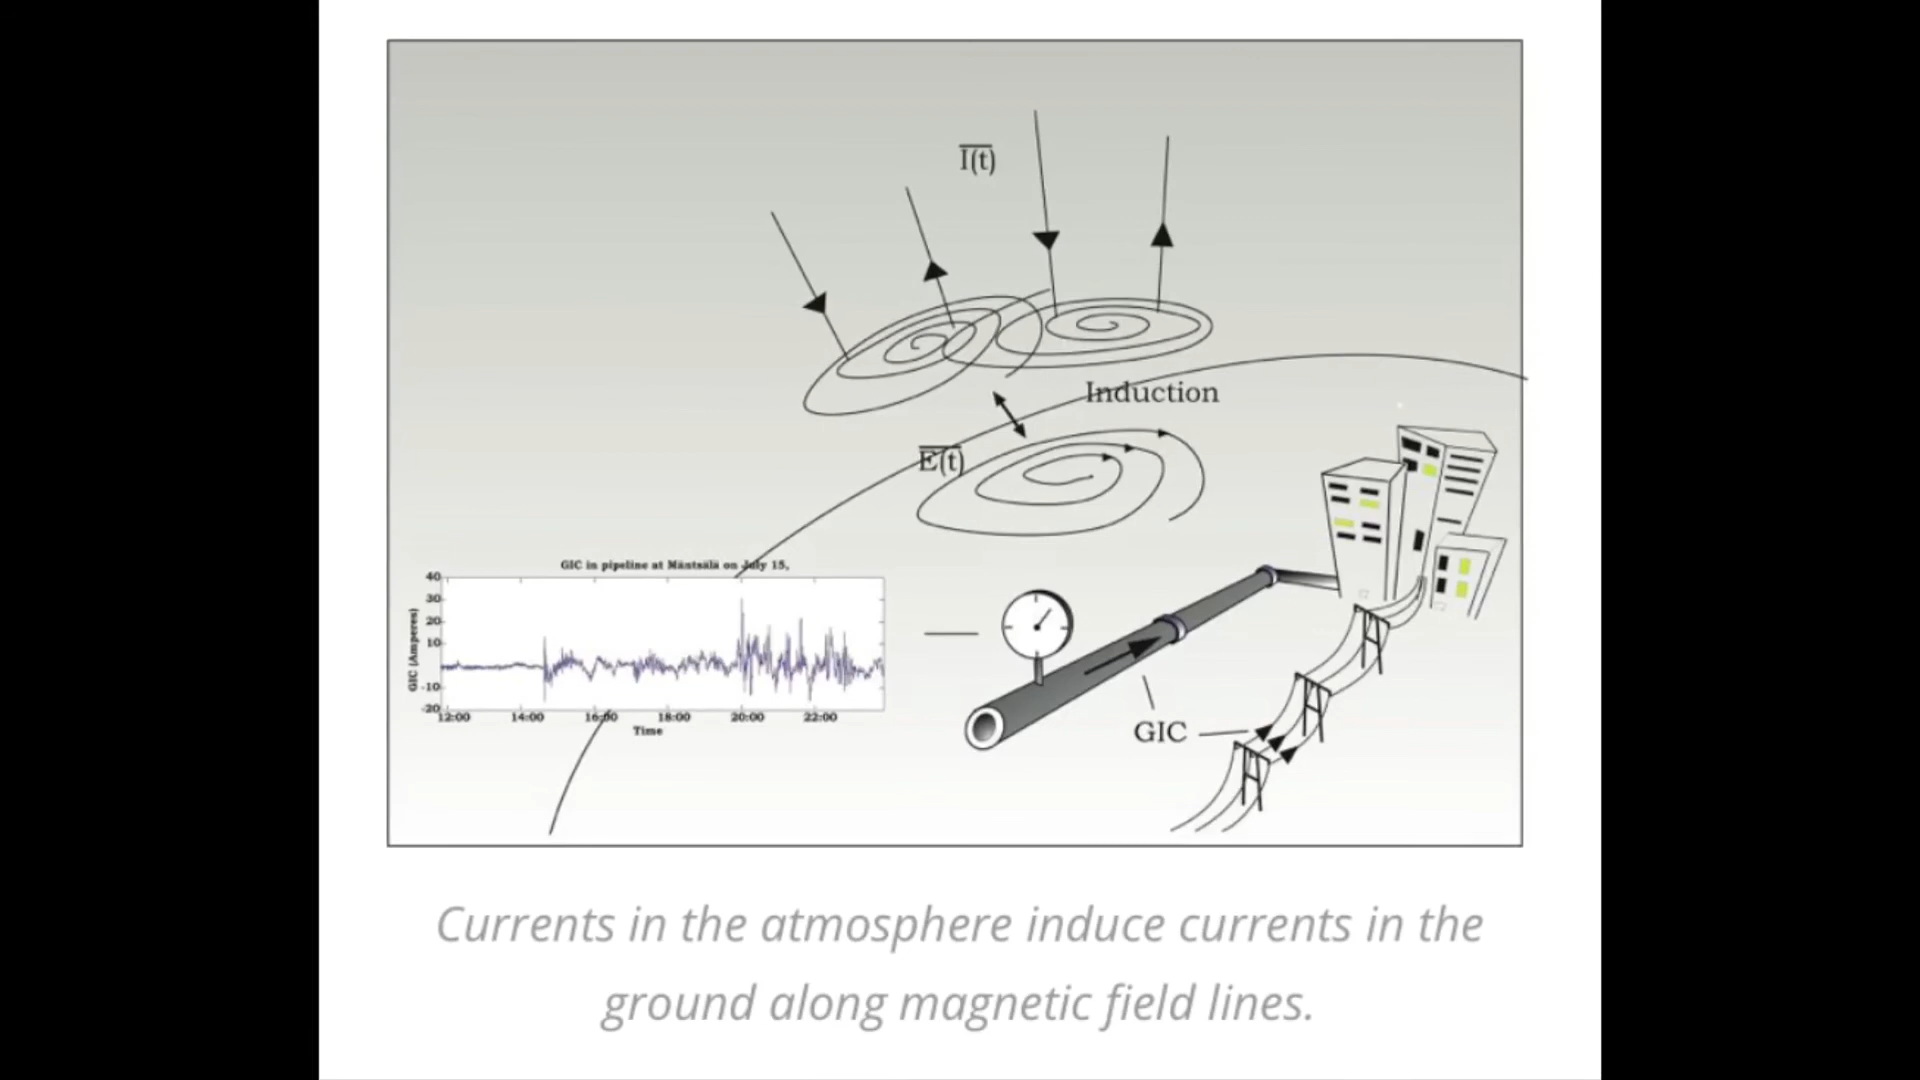 I(t)
Induction
E(t)
GIC in pipeline at Mäntsälä on July 15,
40
30
20
10
-10
-20
GIC (Amperes)
12:00 14:00 16:00 18:00 20:00 22:00
Time
GIC
Currents in the atmosphere induce currents in the
ground along magnetic field lines.